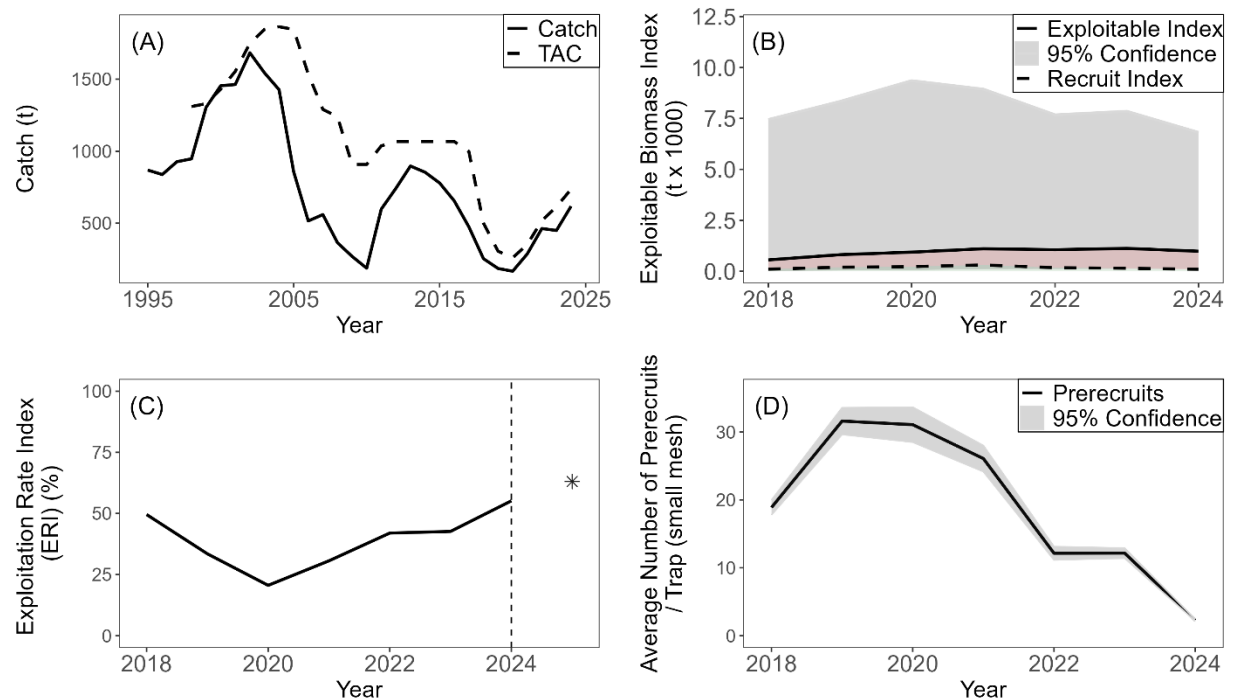 (A)
Catch
TAC
Catch (t)
1500
1000
500
1995
2005
2015
2025
Year
(B)
Exploitable Index
95% Confidence
Recruit Index
Exploitable Biomass Index
(t x 1000)
12.5
10.0
7.5
5.0
2.5
0.0
2018
2020
2022
2024
Year
(C)
Exploitation Rate Index
(ERI) (%)
100
75
50
25
0
2018
2020
2022
2024
Year
(D)
Prerecruits
95% Confidence
Average Number of Prerecruits
/ Trap (small mesh)
30
20
10
0
2018
2020
2022
2024
Year